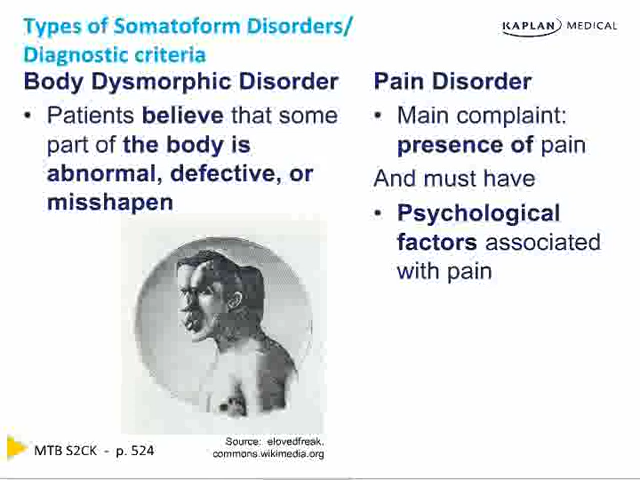 Types of Somatoform Disorders/
Diagnostic criteria
KAPLAN MEDICAL
Body Dysmorphic Disorder
• Patients believe that some
part of the body is
abnormal, defective, or
misshapen
Pain Disorder
• Main complaint:
presence of pain
And must have
• Psychological
factors associated
with pain
MTB S2CK - p. 524
Source: elovedfreak,
commons.wikimedia.org